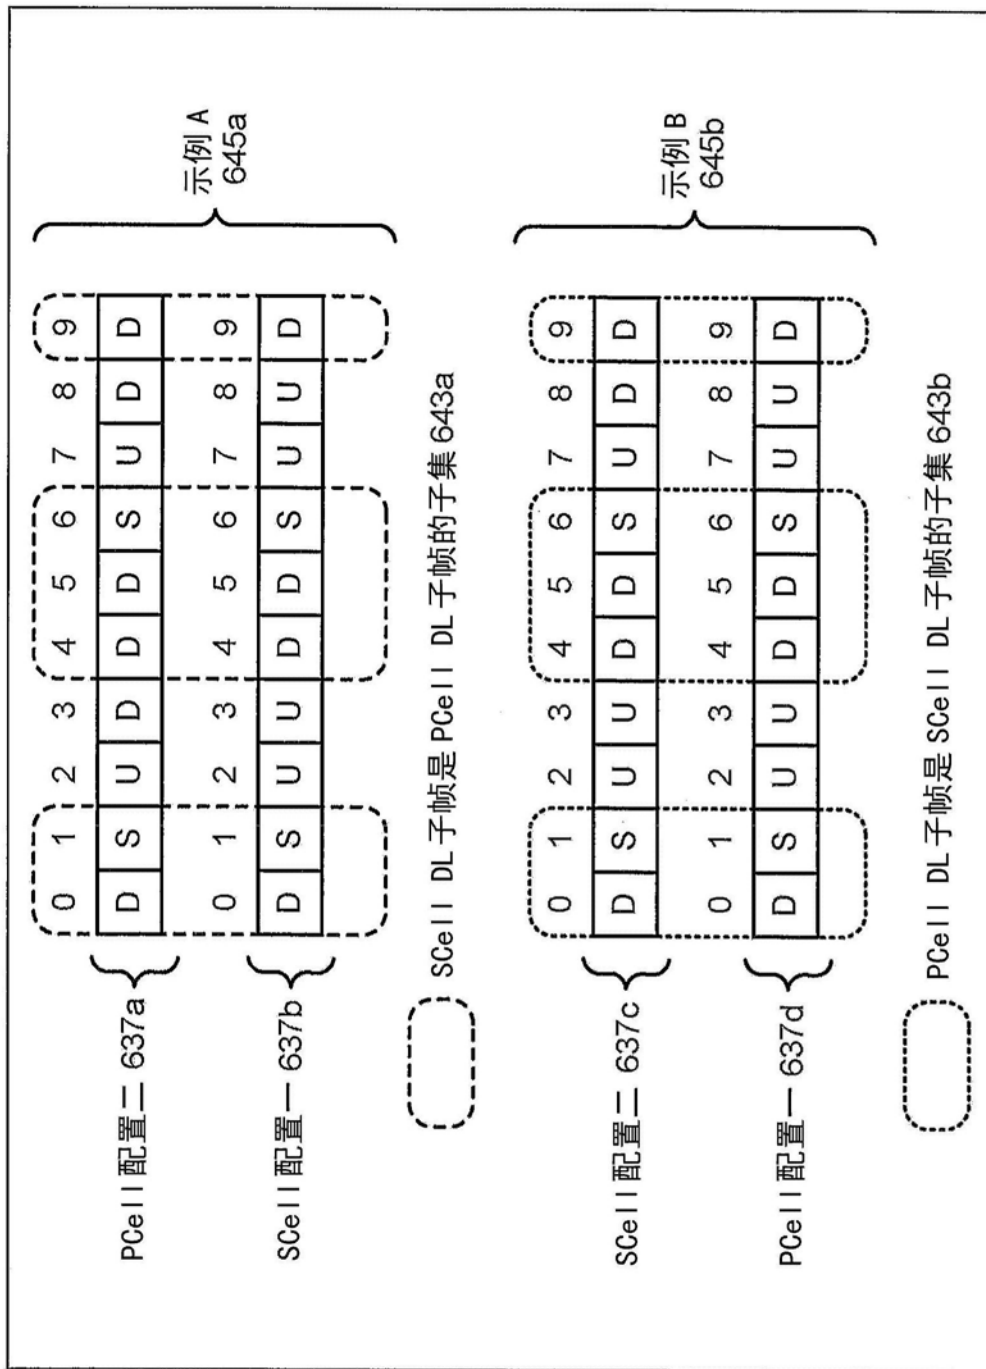 示例 A
645a
0 1 2 3 4 5 6 7 8 9
PCell 配置二 637a
D S U D D D S U D D
0 1 2 3 4 5 6 7 8 9
SCell 配置一 637b
D S U U D D S U U D
SCell DL 子帧是 PCell DL 子帧的子集 643a
示例 B
645b
0 1 2 3 4 5 6 7 8 9
SCell 配置二 637c
D S U U D D S U D D
0 1 2 3 4 5 6 7 8 9
PCell 配置一 637d
D S U U D D S U U D
PCell DL 子帧是 SCell DL 子帧的子集 643b